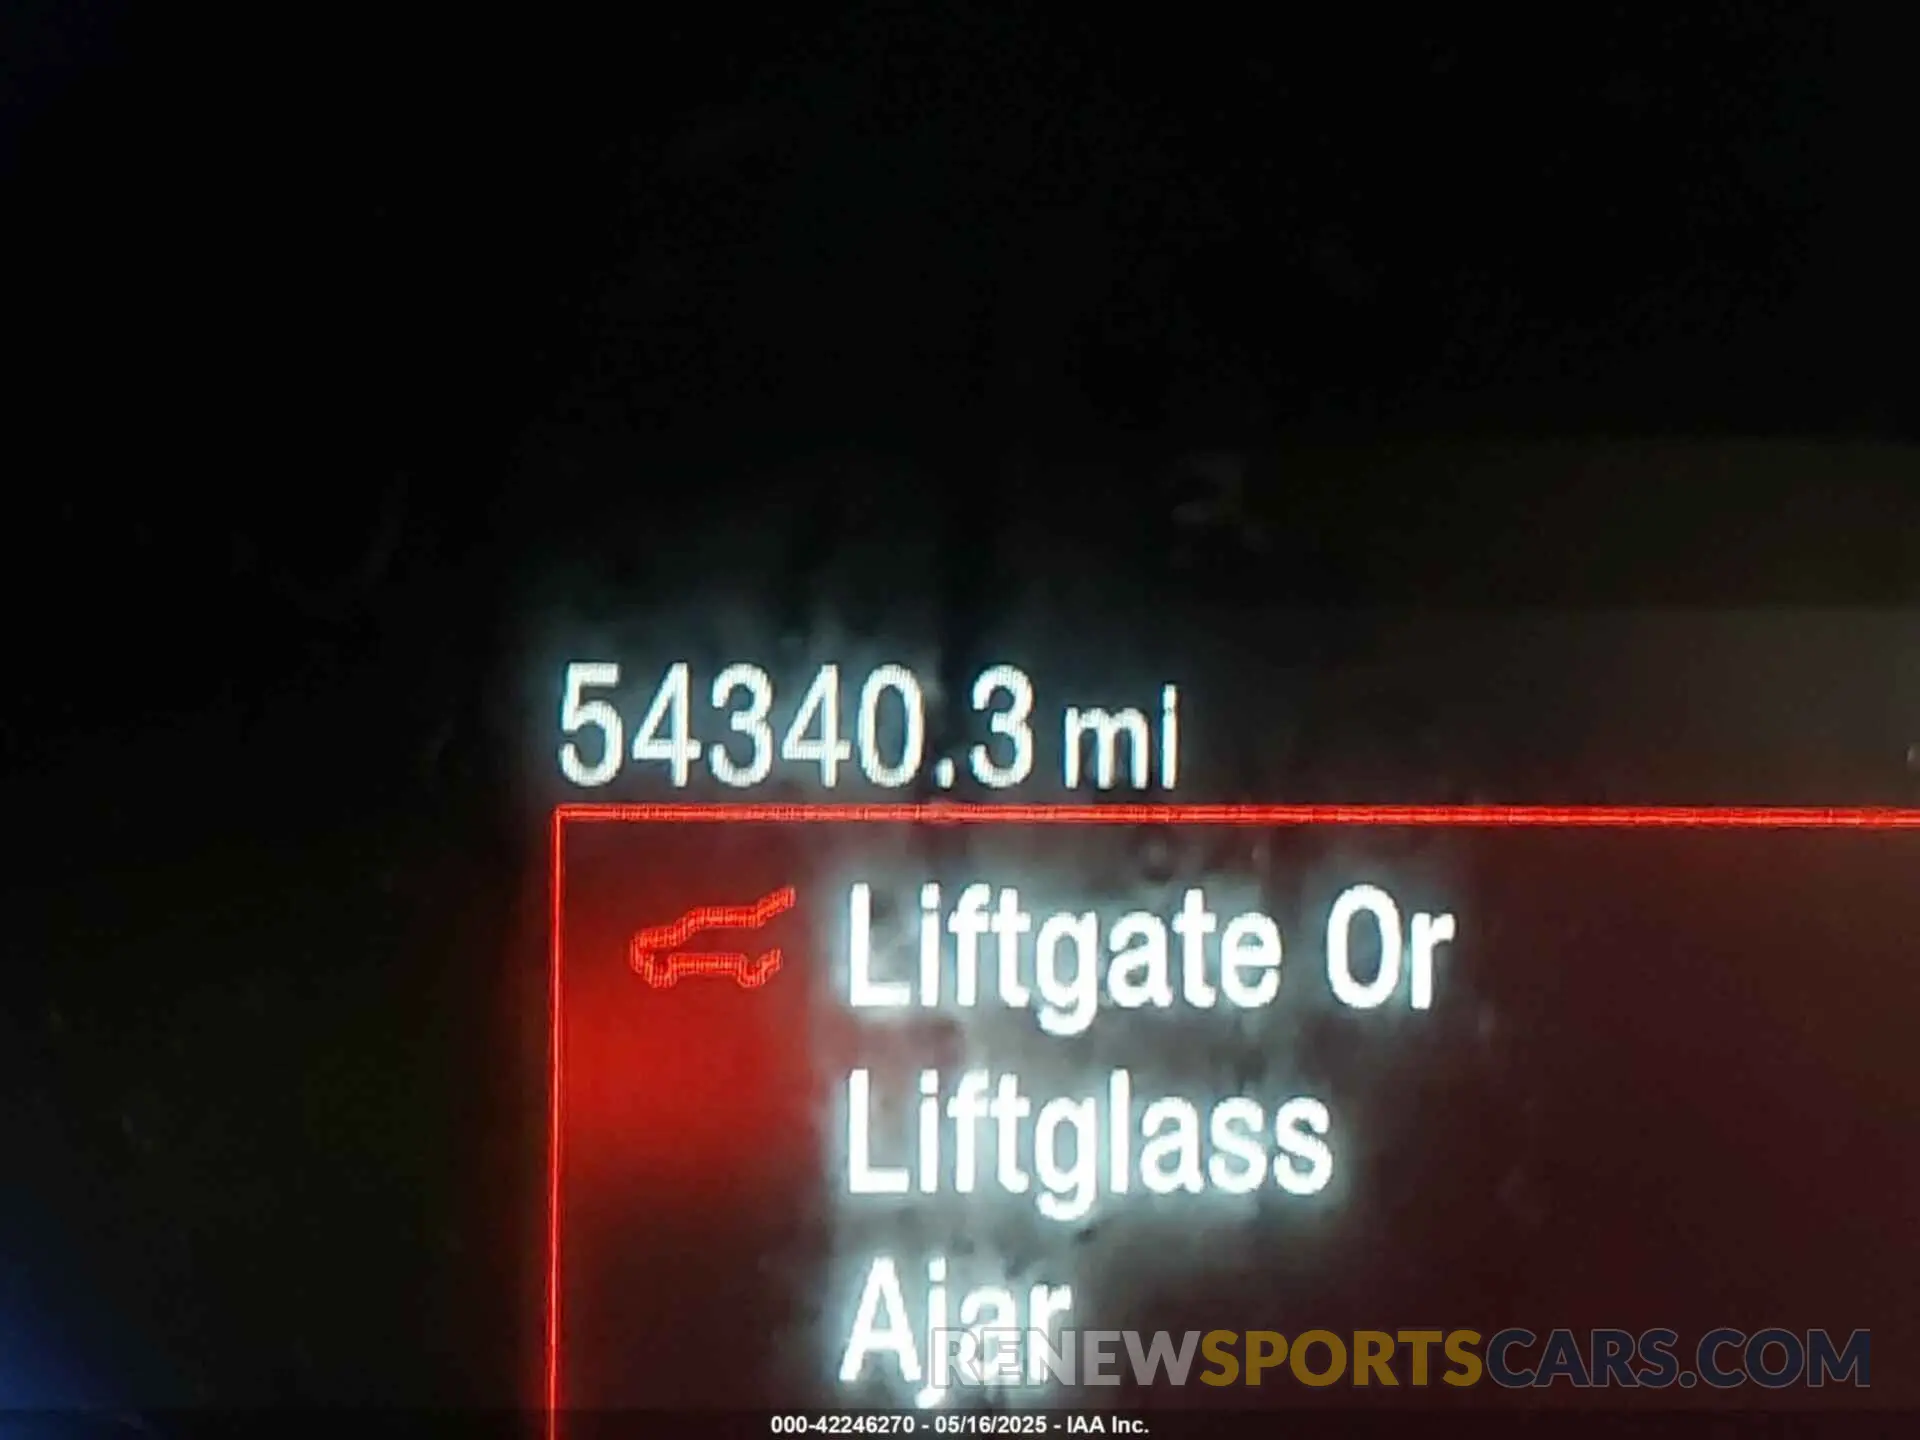 54340.3 mi
Liftgate Or
Liftglass
Ajar
RENEWSPORTSCARS.COM
000-42246270 - 05/16/2025 - IAA Inc.